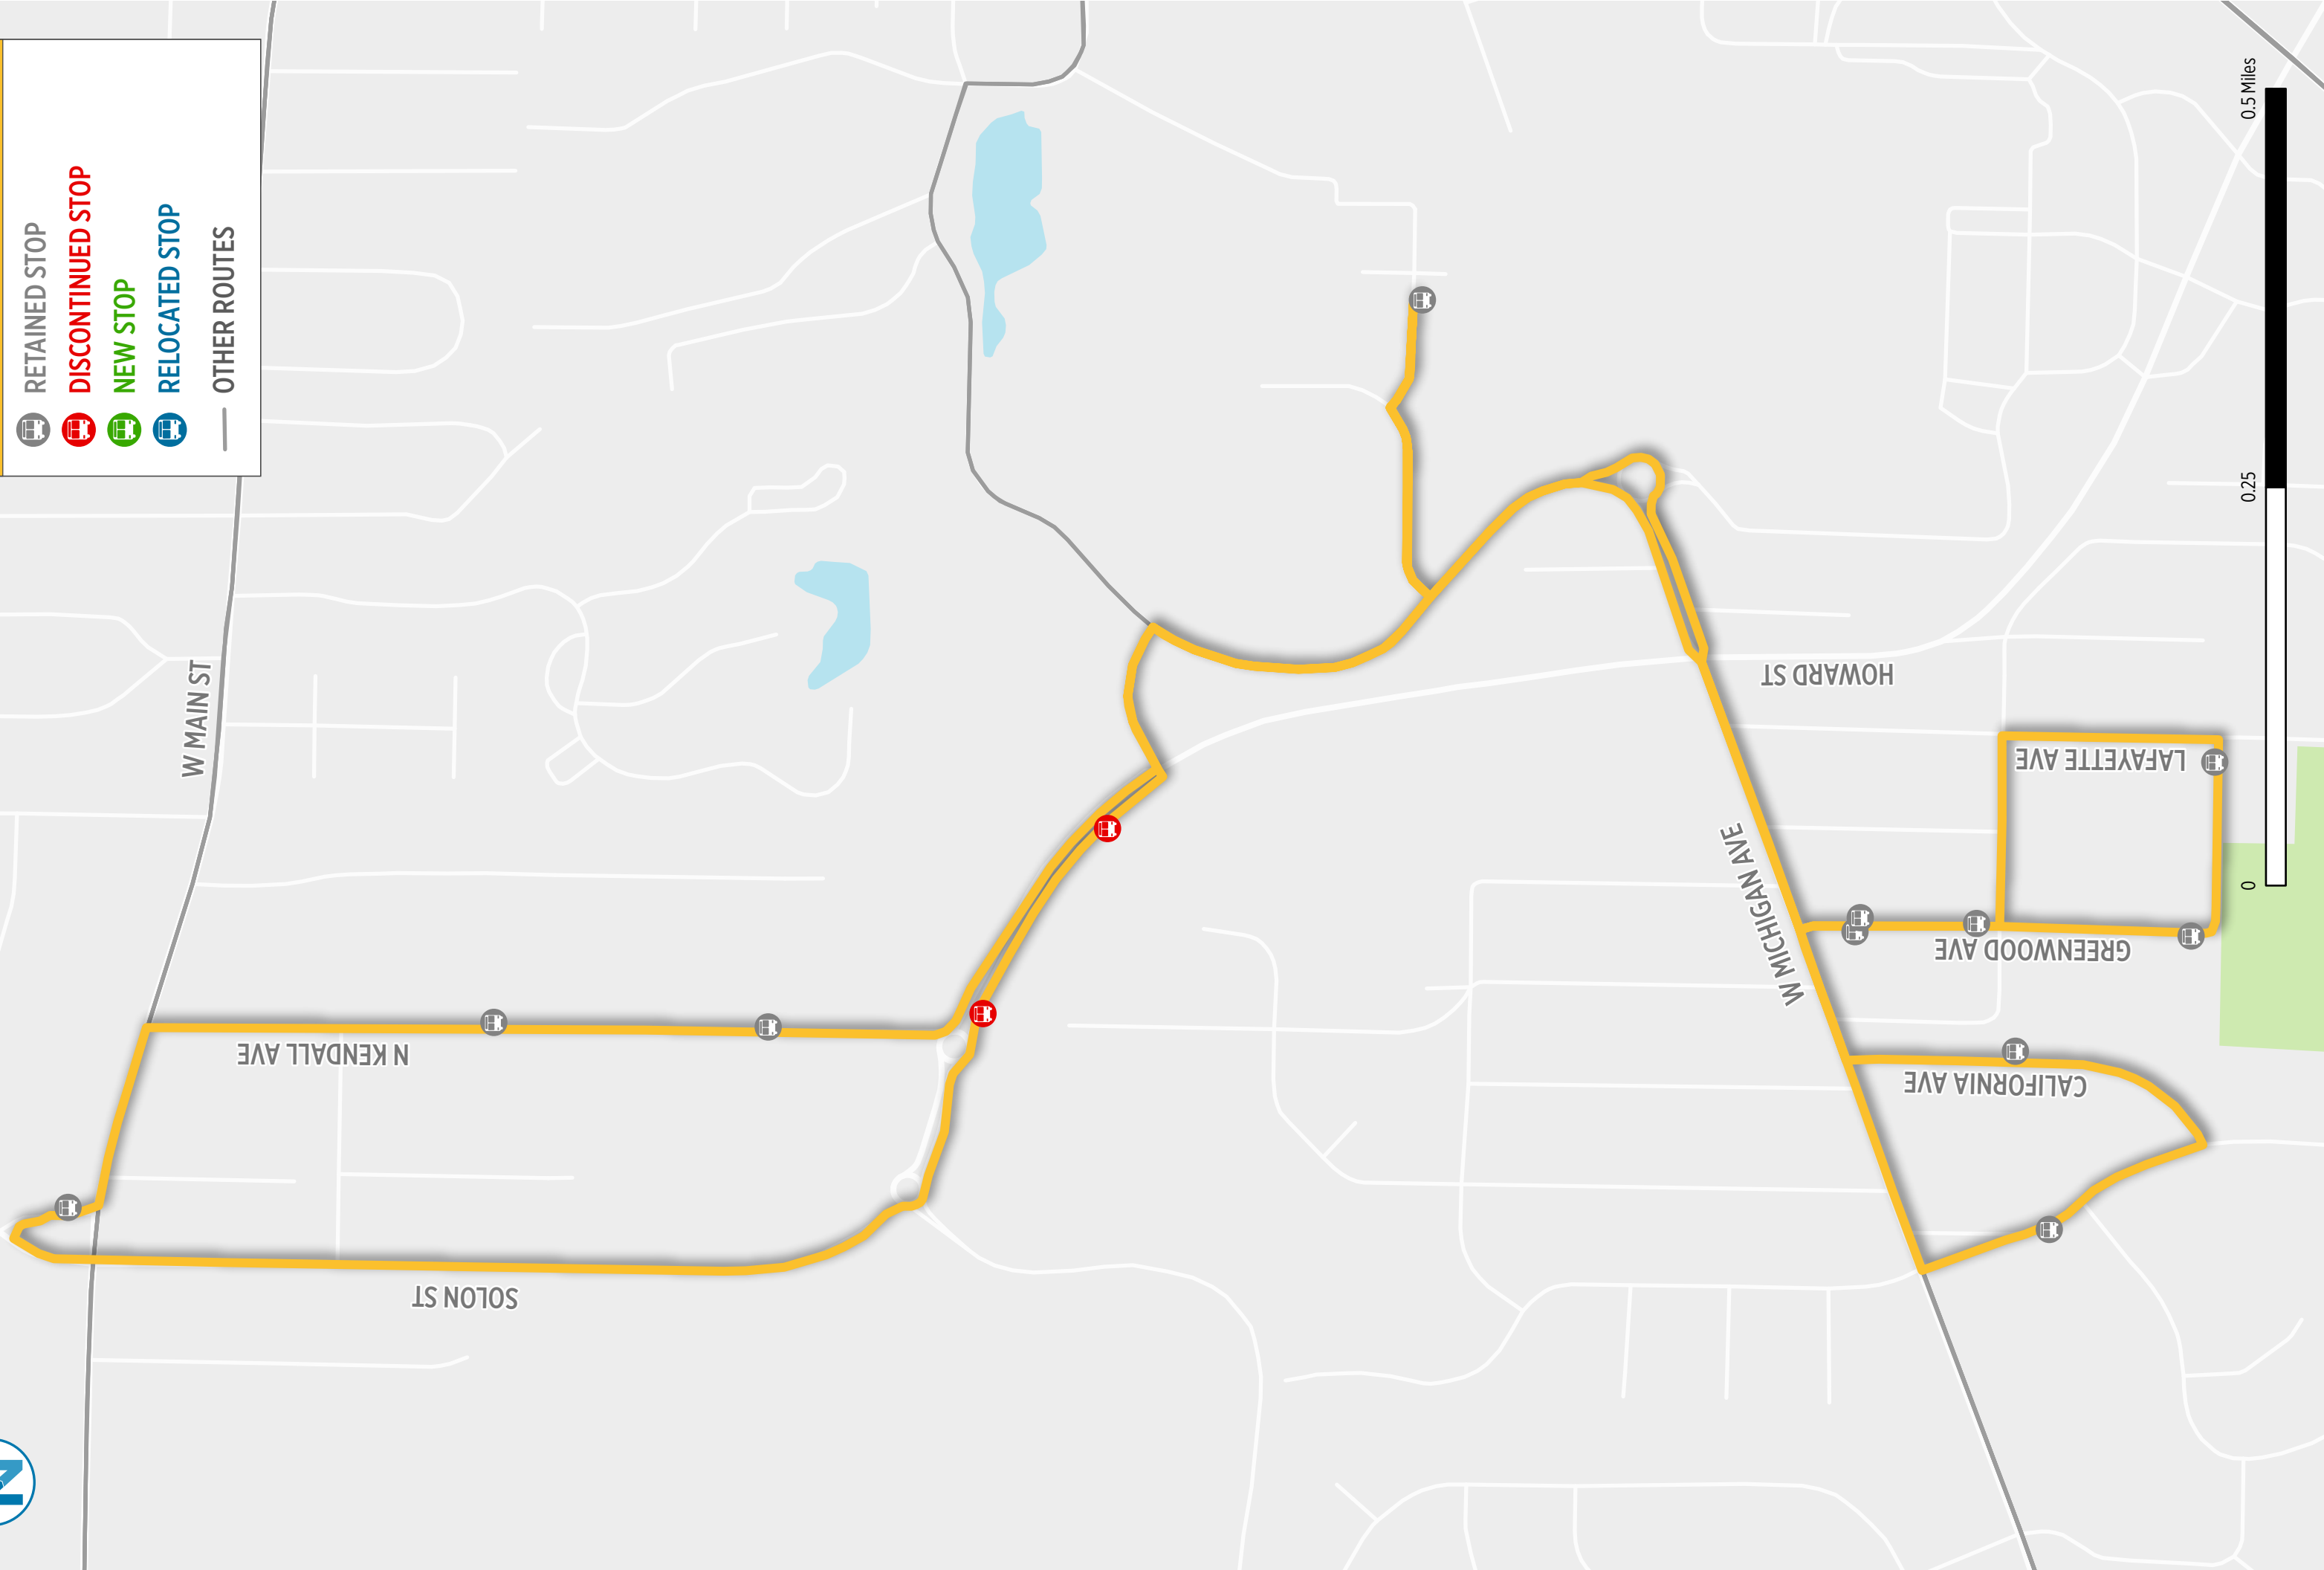 RETAINED STOP
DISCONTINUED STOP
NEW STOP
RELOCATED STOP
OTHER ROUTES
W MAIN ST
N KENDALL AVE
SOLON ST
HOWARD ST
W MICHIGAN AVE
LAFAYETTE AVE
GREENWOOD AVE
CALIFORNIA AVE
0
0.25
0.5 Miles
N